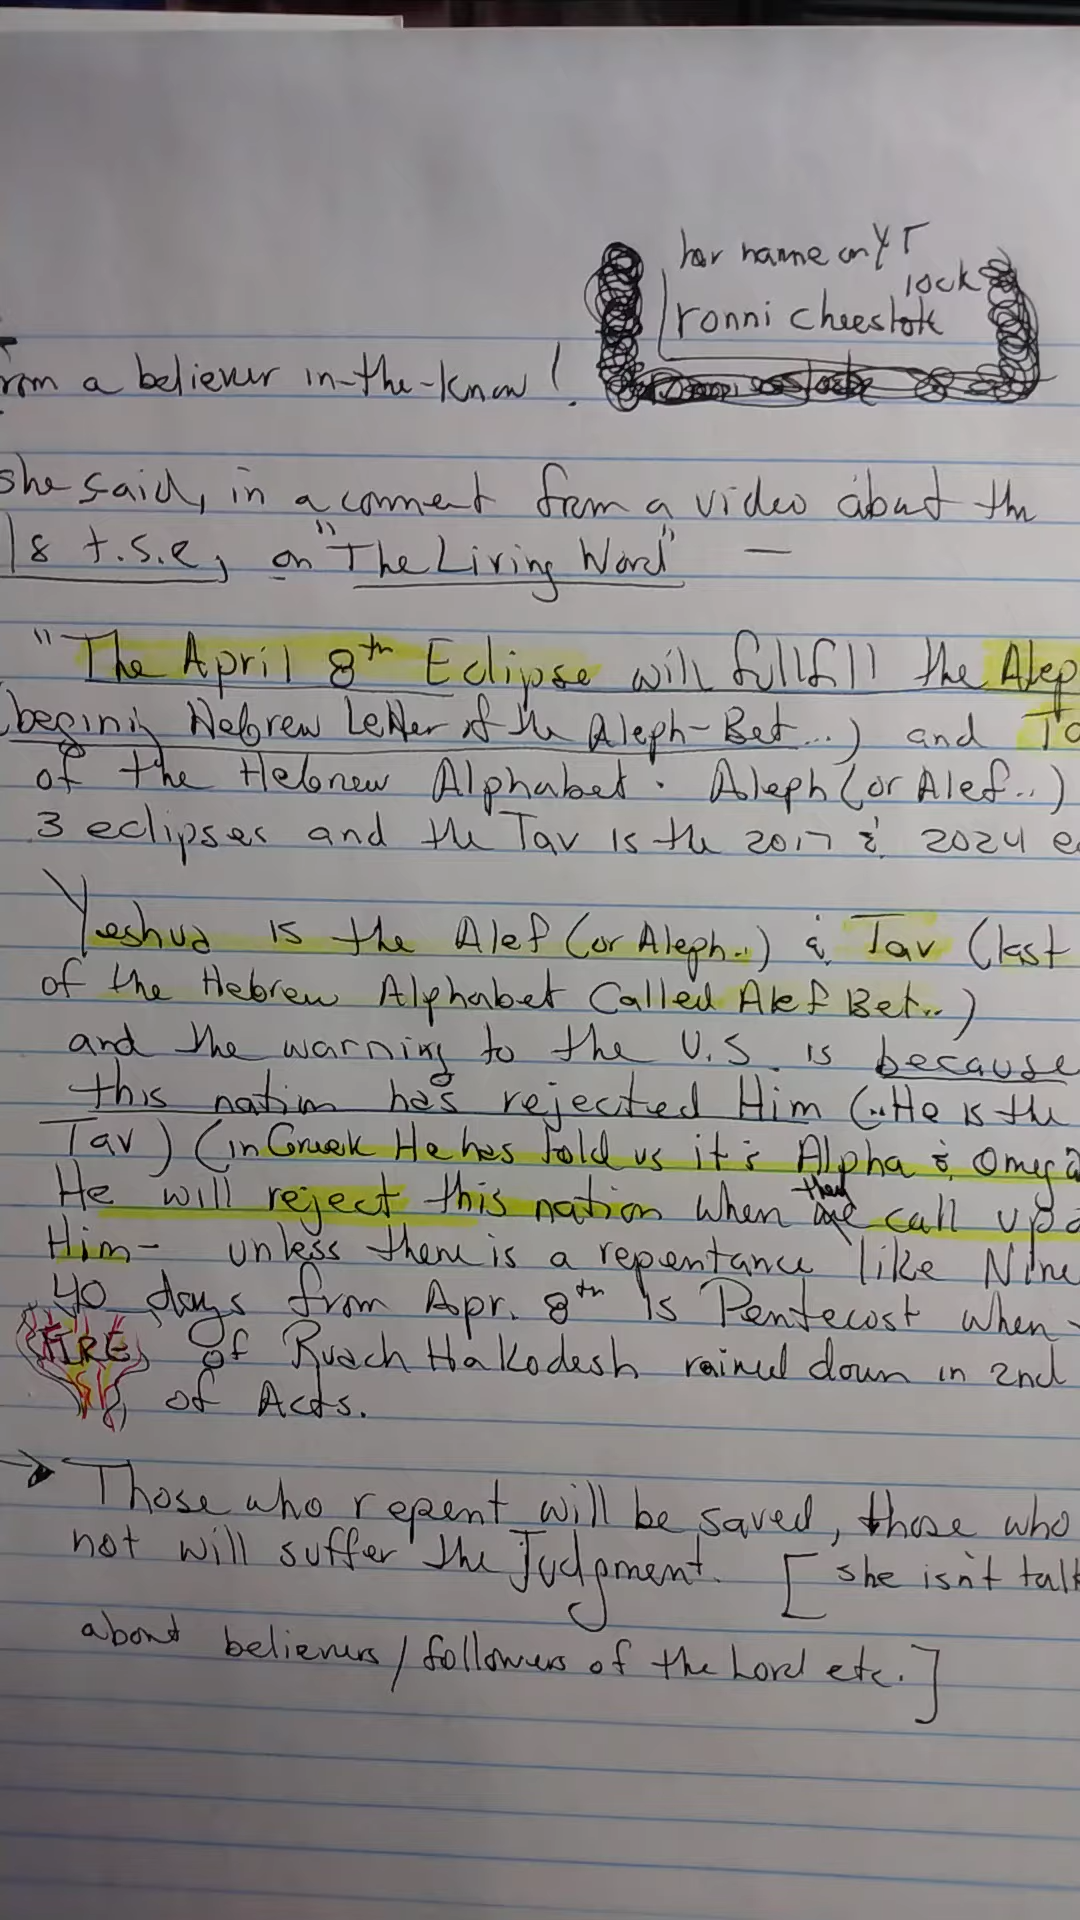 her name on YT
lock
ronni cheestok
rom a believer in-the-know!
she said, in a comment from a video about th
18 t.s.e, on "The Living Word" —
"The April 8th Eclipse will fullfill the Alep
begining Hebrew Letter of the Aleph-Bet...) and Ta
of the Hebrew Alphabet. Aleph (or Alef..)
3 eclipses and the Tav is the 2017 & 2024 e
Yeshua is the Alef (or Aleph..) & Tav (last
of the Hebrew Alphabet Called Alef Bet..)
and the warning to the U.S. is because
this nation has rejected Him (..He is the
Tav) (in Greek He has told us it's Alpha & Omega
He will reject this nation when they call upo
Him- unless there is a repentance like Nine
40 days from Apr. 8th is Pentecost when
FIRE of Ruach HaKodesh rained down in 2nd
of Acts.
→ Those who repent will be saved, those who
not will suffer the Judgment. [she isn't talk
about believers/followers of the Lord etc.]